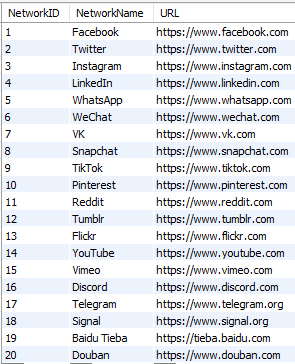 NetworkID NetworkName URL
1 Facebook https://www.facebook.com
2 Twitter https://www.twitter.com
3 Instagram https://www.instagram.com
4 LinkedIn https://www.linkedin.com
5 WhatsApp https://www.whatsapp.com
6 WeChat https://www.wechat.com
7 VK https://www.vk.com
8 Snapchat https://www.snapchat.com
9 TikTok https://www.tiktok.com
10 Pinterest https://www.pinterest.com
11 Reddit https://www.reddit.com
12 Tumblr https://www.tumblr.com
13 Flickr https://www.flickr.com
14 YouTube https://www.youtube.com
15 Vimeo https://www.vimeo.com
16 Discord https://www.discord.com
17 Telegram https://www.telegram.org
18 Signal https://www.signal.org
19 Baidu Tieba https://tieba.baidu.com
20 Douban https://www.douban.com